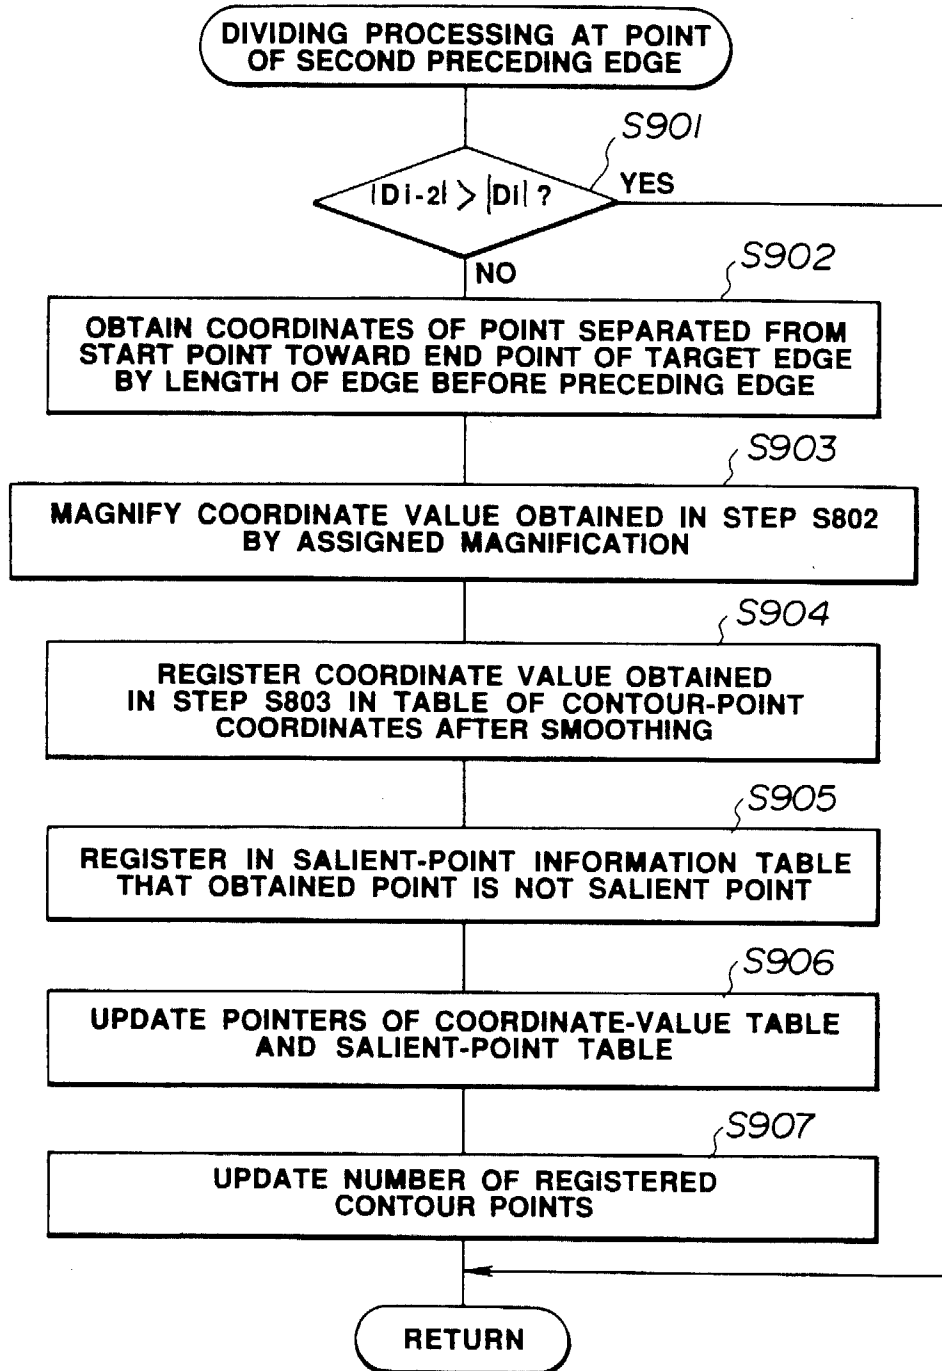 DIVIDING PROCESSING AT POINT
OF SECOND PRECEDING EDGE
S901
|Di-2| > |Di| ?
YES
NO
S902
OBTAIN COORDINATES OF POINT SEPARATED FROM
START POINT TOWARD END POINT OF TARGET EDGE
BY LENGTH OF EDGE BEFORE PRECEDING EDGE
S903
MAGNIFY COORDINATE VALUE OBTAINED IN STEP S802
BY ASSIGNED MAGNIFICATION
S904
REGISTER COORDINATE VALUE OBTAINED
IN STEP S803 IN TABLE OF CONTOUR-POINT
COORDINATES AFTER SMOOTHING
S905
REGISTER IN SALIENT-POINT INFORMATION TABLE
THAT OBTAINED POINT IS NOT SALIENT POINT
S906
UPDATE POINTERS OF COORDINATE-VALUE TABLE
AND SALIENT-POINT TABLE
S907
UPDATE NUMBER OF REGISTERED
CONTOUR POINTS
RETURN